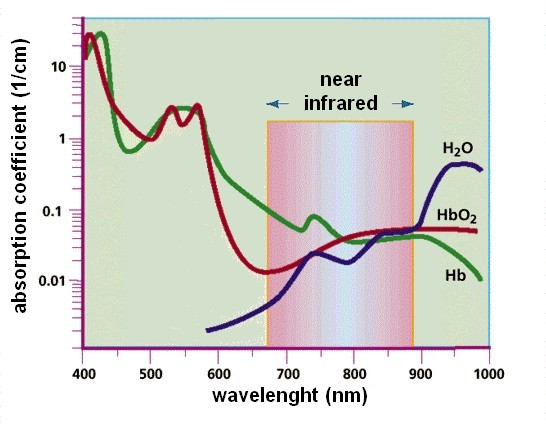 absorption coefficient (1/cm)
10
1
0.1
0.01
near
infrared
H₂O
HbO₂
Hb
400 500 600 700 800 900 1000
wavelenght (nm)